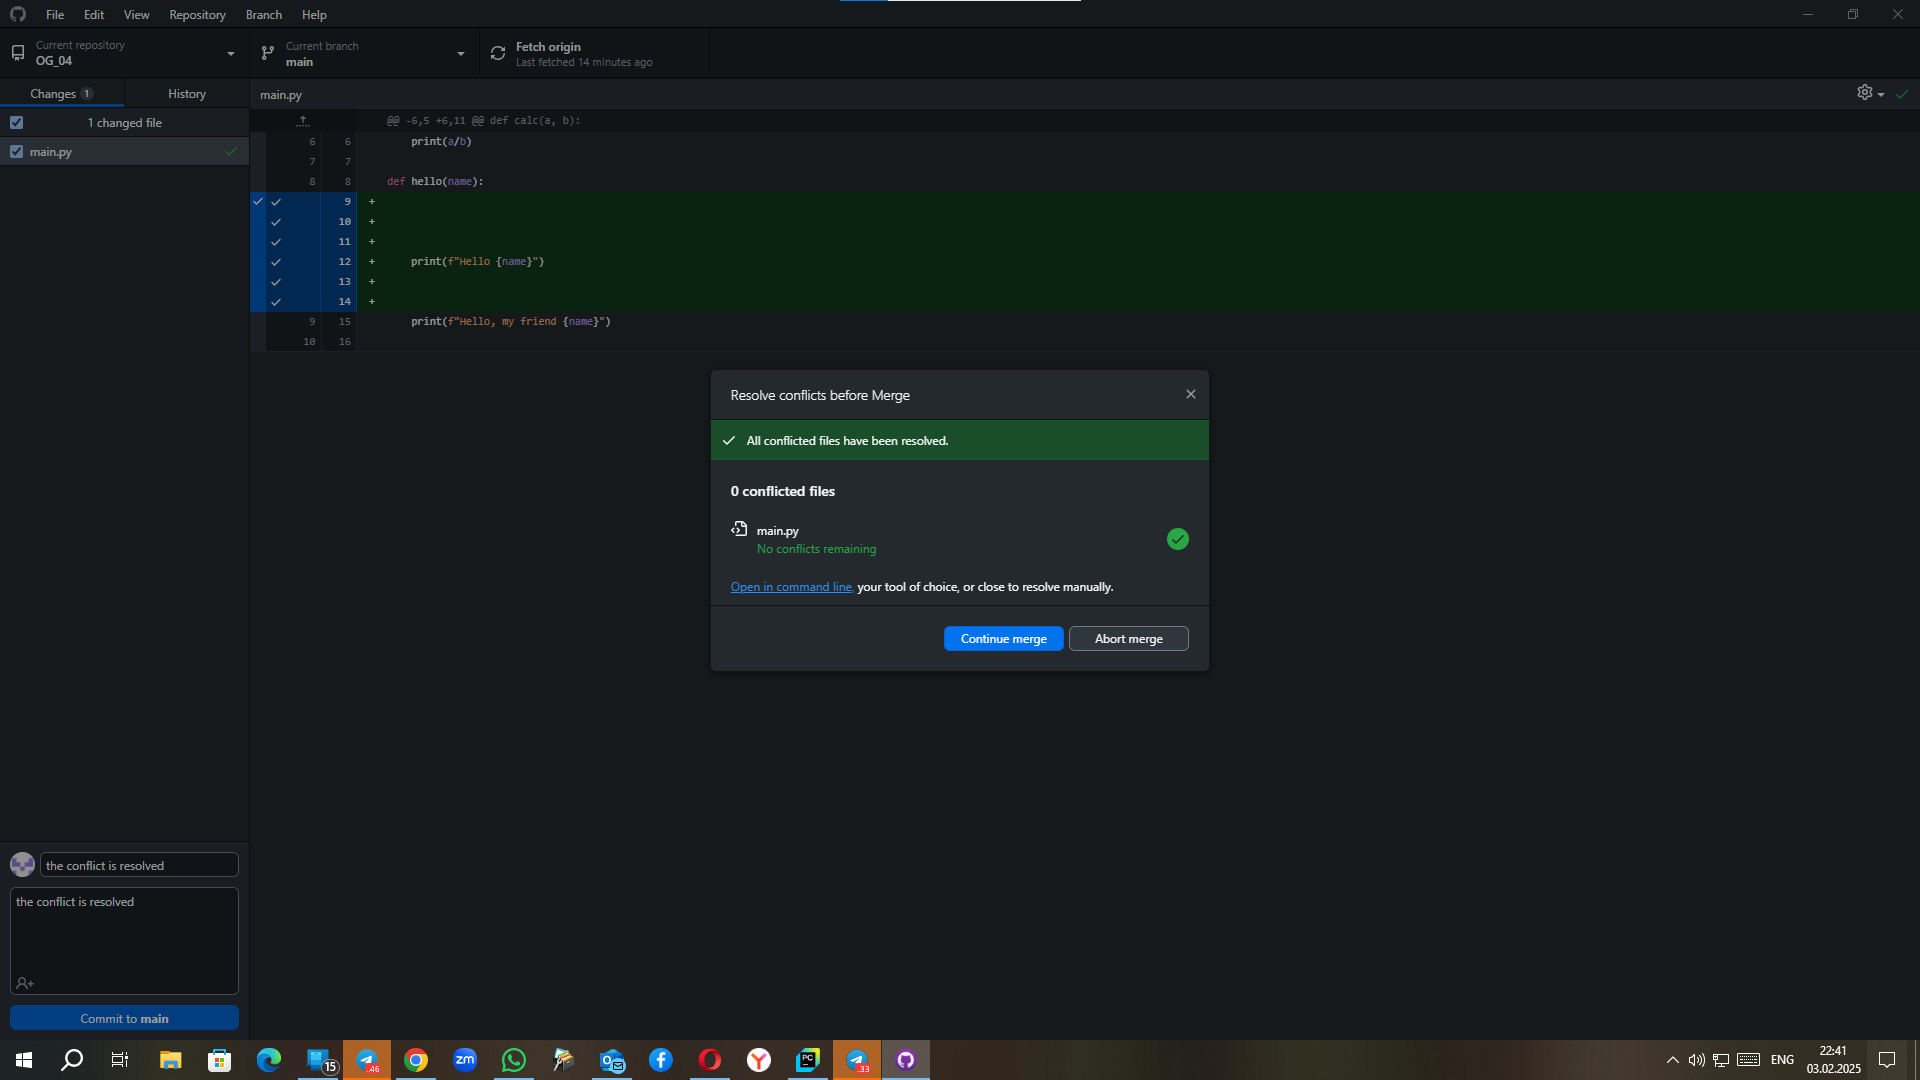 File Edit View Repository Branch Help
Current repository
OG_04
Current branch
main
Fetch origin
Last fetched 14 minutes ago
Changes 1
History
1 changed file
main.py
main.py
@@ -6,5 +6,11 @@ def calc(a, b):
6 6 print(a/b)
7 7
8 8 def hello(name):
9 +
10 +
11 +
12 + print(f"Hello {name}")
13 +
14 +
9 15 print(f"Hello, my friend {name}")
10 16
Resolve conflicts before Merge
All conflicted files have been resolved.
0 conflicted files
main.py
No conflicts remaining
Open in command line, your tool of choice, or close to resolve manually.
Continue merge
Abort merge
the conflict is resolved
the conflict is resolved
Commit to main
15
.46
zm
O
PC
.33
ENG
22:41
03.02.2025